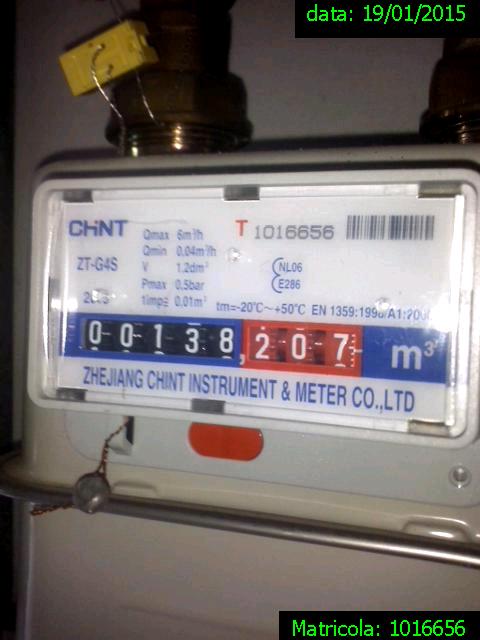 data: 19/01/2015
CHINT
T 1016656
Qmax 6m³/h
Qmin 0,04m³/h
ZT-G4S
V 1.2dm³
Pmax 0.5bar
1imp≙ 0.01m³
NL06
E286
tm=-20℃~+50℃ EN 1359:1998/A1:2006
00138,207 m³
ZHEJIANG CHINT INSTRUMENT & METER CO.,LTD
Matricola: 1016656